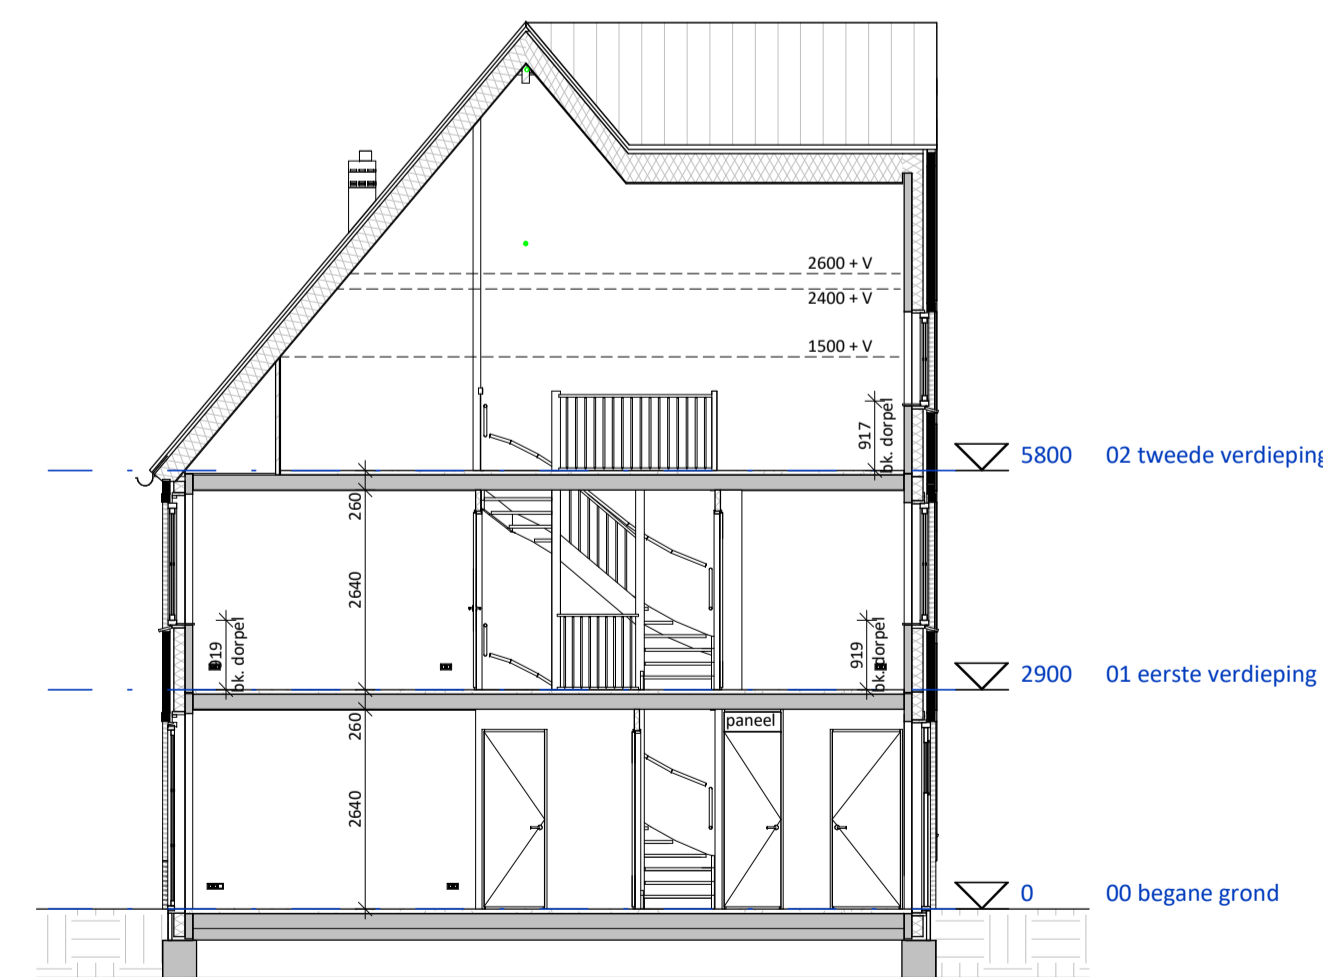 2600 + V
2400 + V
1500 + V
917
bk. dorpel
5800 02 tweede verdieping
260
2640
919
bk. dorpel
919
bk. dorpel
2900 01 eerste verdieping
260
paneel
2640
0 00 begane grond